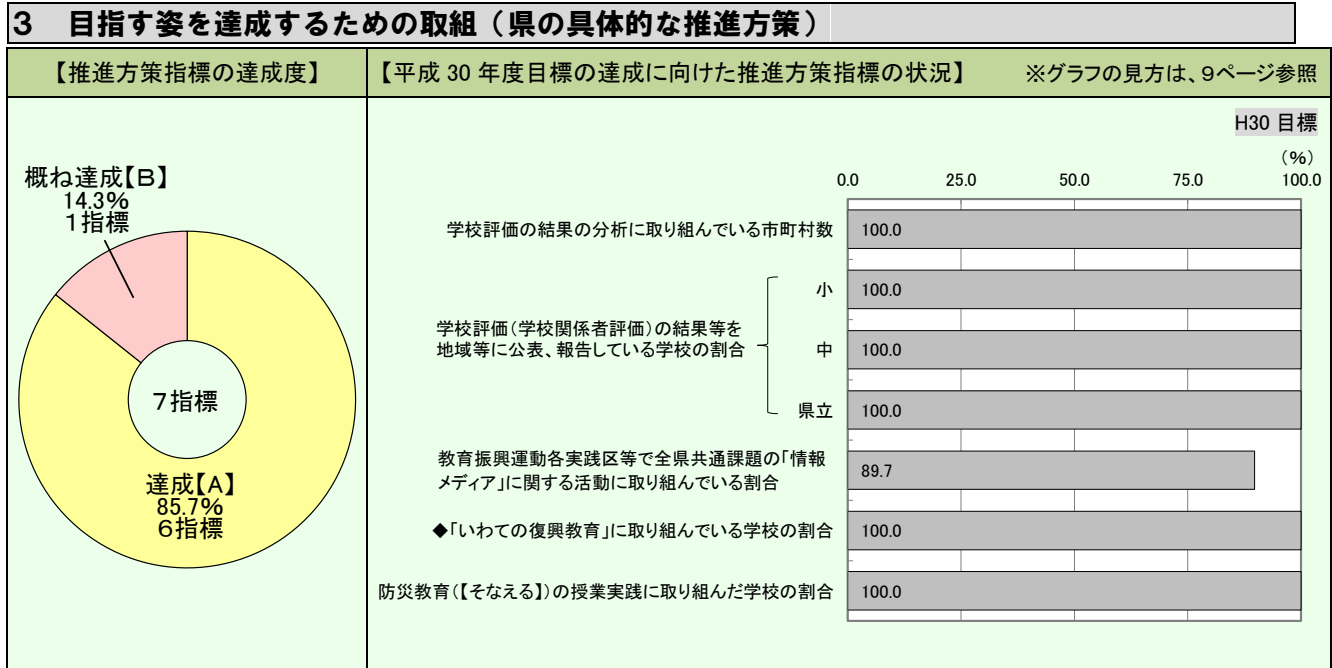 ３　目指す姿を達成するための取組（県の具体的な推進方策）
【推進方策指標の達成度】
【平成 30 年度目標の達成に向けた推進方策指標の状況】　※グラフの見方は、９ページ参照
概ね達成【Ｂ】
14.3%
１指標
７指標
達成【Ａ】
85.7%
６指標
H30 目標
（%）
0.0 25.0 50.0 75.0 100.0
学校評価の結果の分析に取り組んでいる市町村数 100.0
小 100.0
学校評価（学校関係者評価）の結果等を
地域等に公表、報告している学校の割合
中 100.0
県立 100.0
教育振興運動各実践区等で全県共通課題の「情報
メディア」に関する活動に取り組んでいる割合
89.7
◆「いわての復興教育」に取り組んでいる学校の割合 100.0
防災教育（【そなえる】）の授業実践に取り組んだ学校の割合 100.0